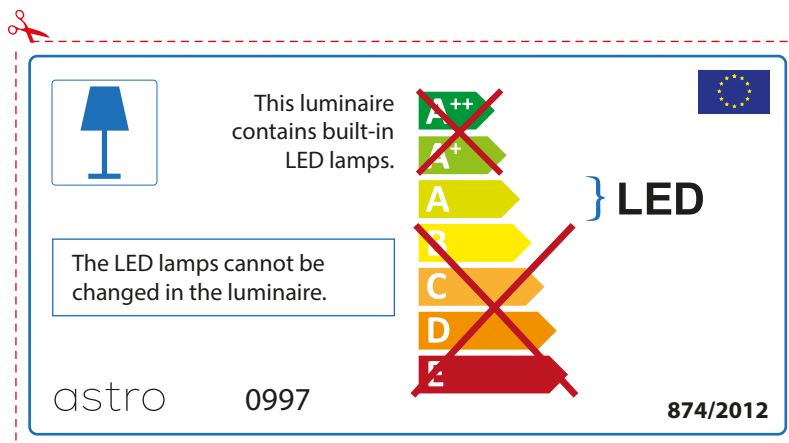 This luminaire
contains built-in
LED lamps.
A++
A+
A
B
C
D
E
LED
The LED lamps cannot be
changed in the luminaire.
astro
0997
874/2012